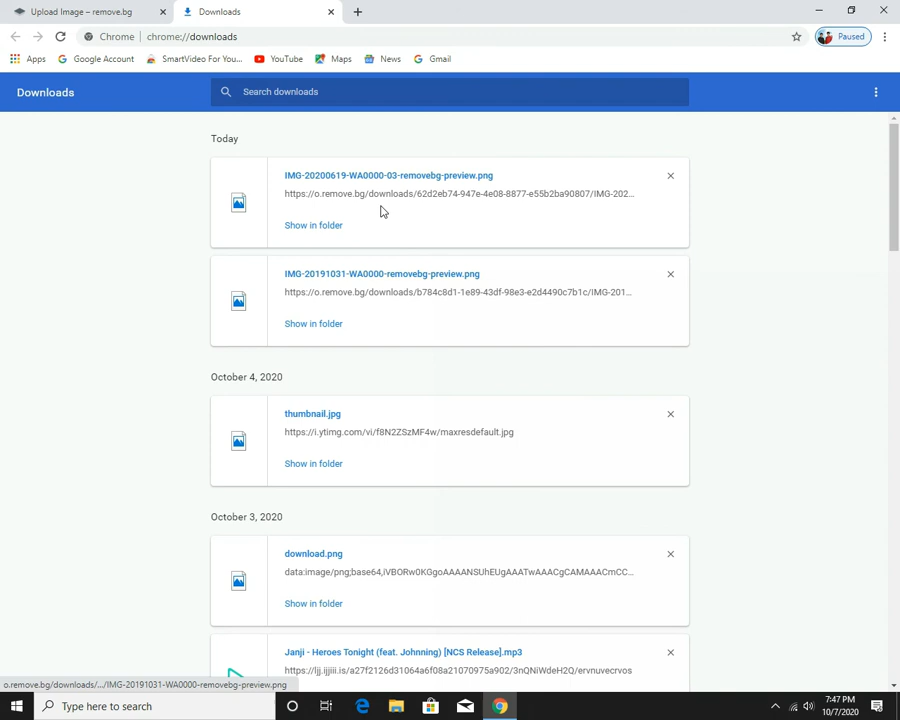 Upload Image – remove.bg
Downloads
Chrome
chrome://downloads
Paused
Apps
Google Account
SmartVideo For You...
YouTube
Maps
News
Gmail
Downloads
Search downloads
Today
IMG-20200619-WA0000-03-removebg-preview.png
https://o.remove.bg/downloads/62d2eb74-947e-4e08-8877-e55b2ba90807/IMG-202...
Show in folder
IMG-20191031-WA0000-removebg-preview.png
https://o.remove.bg/downloads/b784c8d1-1e89-43df-98e3-e2d4490c7b1c/IMG-201...
Show in folder
October 4, 2020
thumbnail.jpg
https://i.ytimg.com/vi/f8N2ZSzMF4w/maxresdefault.jpg
Show in folder
October 3, 2020
download.png
data:image/png;base64,iVBORw0KGgoAAAANSUhEUgAAATwAAACgCAMAAACmCC...
Show in folder
Janji - Heroes Tonight (feat. Johnning) [NCS Release].mp3
https://ljj.ijjiii.is/a27f2126d31064a6f08a21070975a902/3nQNiWdeH2Q/ervnuvecrvos
o.remove.bg/downloads/.../IMG-20191031-WA0000-removebg-preview.png
Type here to search
7:47 PM
10/7/2020